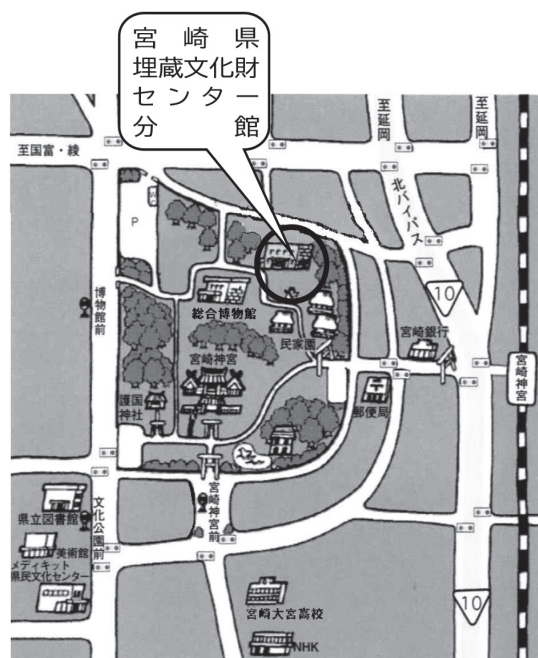 宮崎県
埋蔵文化財
センター
分館
至国富・綾
至延岡
至延岡
北バイパス
P
10
博物館前
総合博物館
民家園
宮崎銀行
宮崎神宮
宮崎神宮
護国
神社
郵便局
県立図書館
文化公園前
宮崎神宮前
美術館
メディキット
県民文化センター
宮崎大宮高校
10
NHK